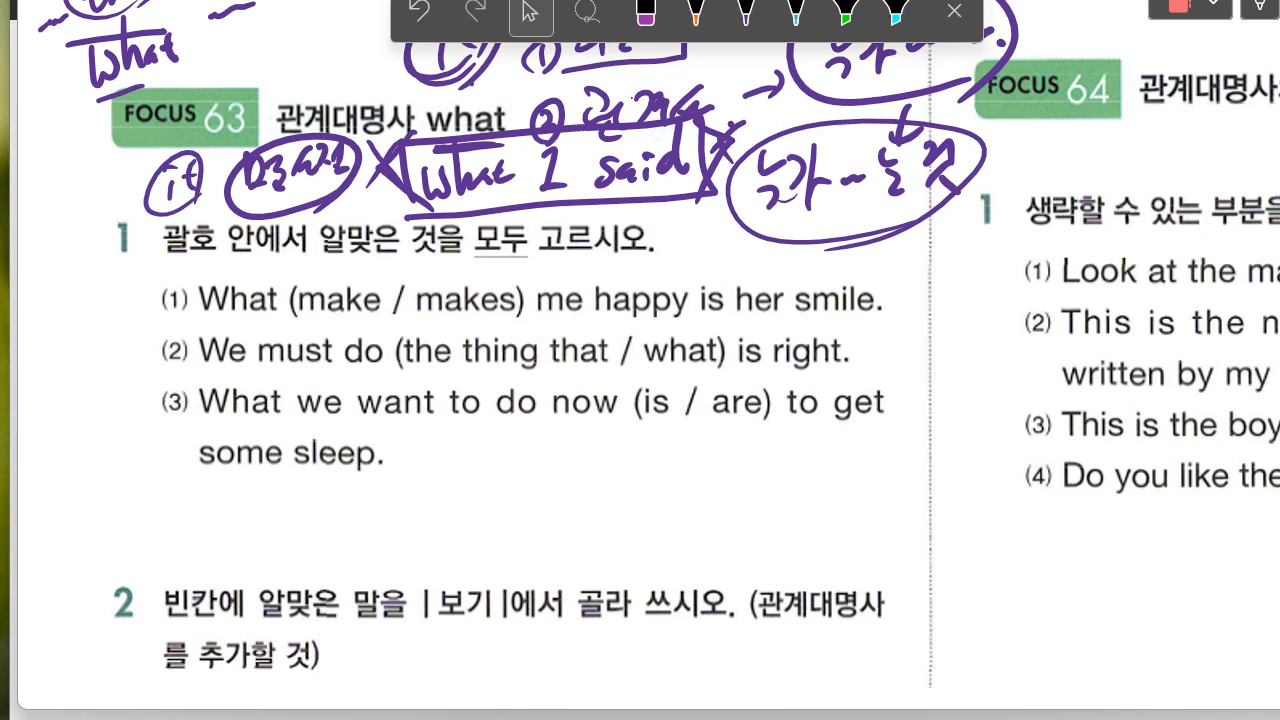 what
FOCUS 63 관계대명사 what
② 관계대
it
what I said
누가 ~ 는 것
1 괄호 안에서 알맞은 것을 모두 고르시오.
(1) What (make / makes) me happy is her smile.
(2) We must do (the thing that / what) is right.
(3) What we want to do now (is / are) to get
some sleep.
2 빈칸에 알맞은 말을 |보기|에서 골라 쓰시오. (관계대명사
를 추가할 것)
FOCUS 64 관계대명사
1 생략할 수 있는 부분을
(1) Look at the ma
(2) This is the n
written by my
(3) This is the boy
(4) Do you like the